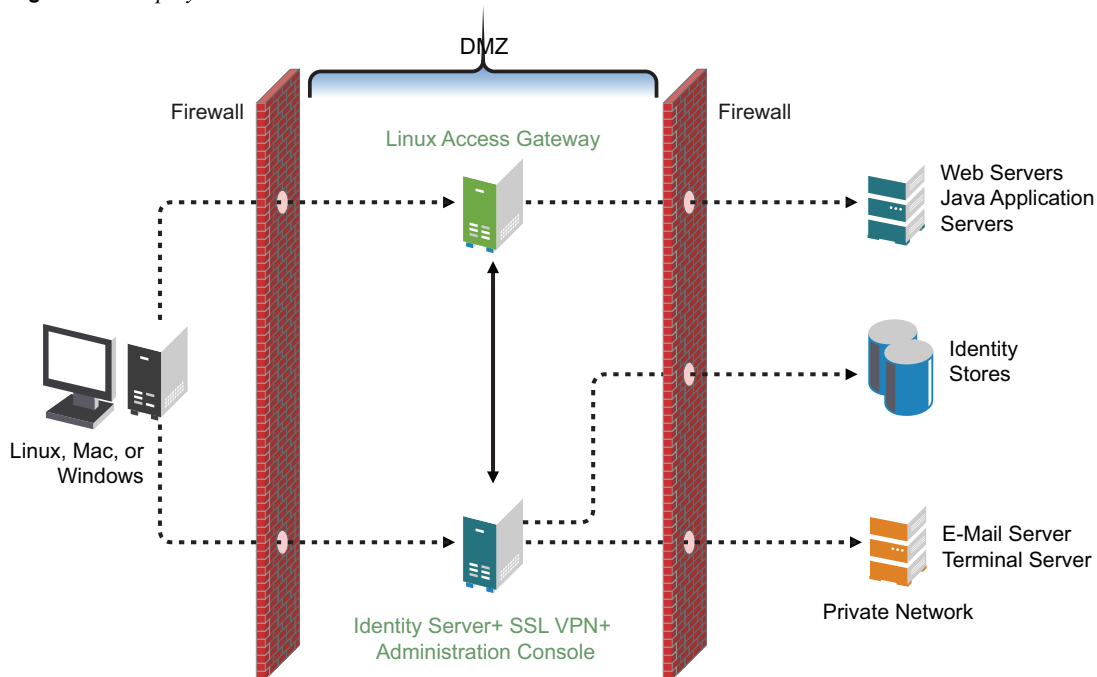 DMZ
Firewall
Firewall
Linux Access Gateway
Web Servers
Java Application
Servers
Identity
Stores
Linux, Mac, or
Windows
E-Mail Server
Terminal Server
Private Network
Identity Server+ SSL VPN+
Administration Console